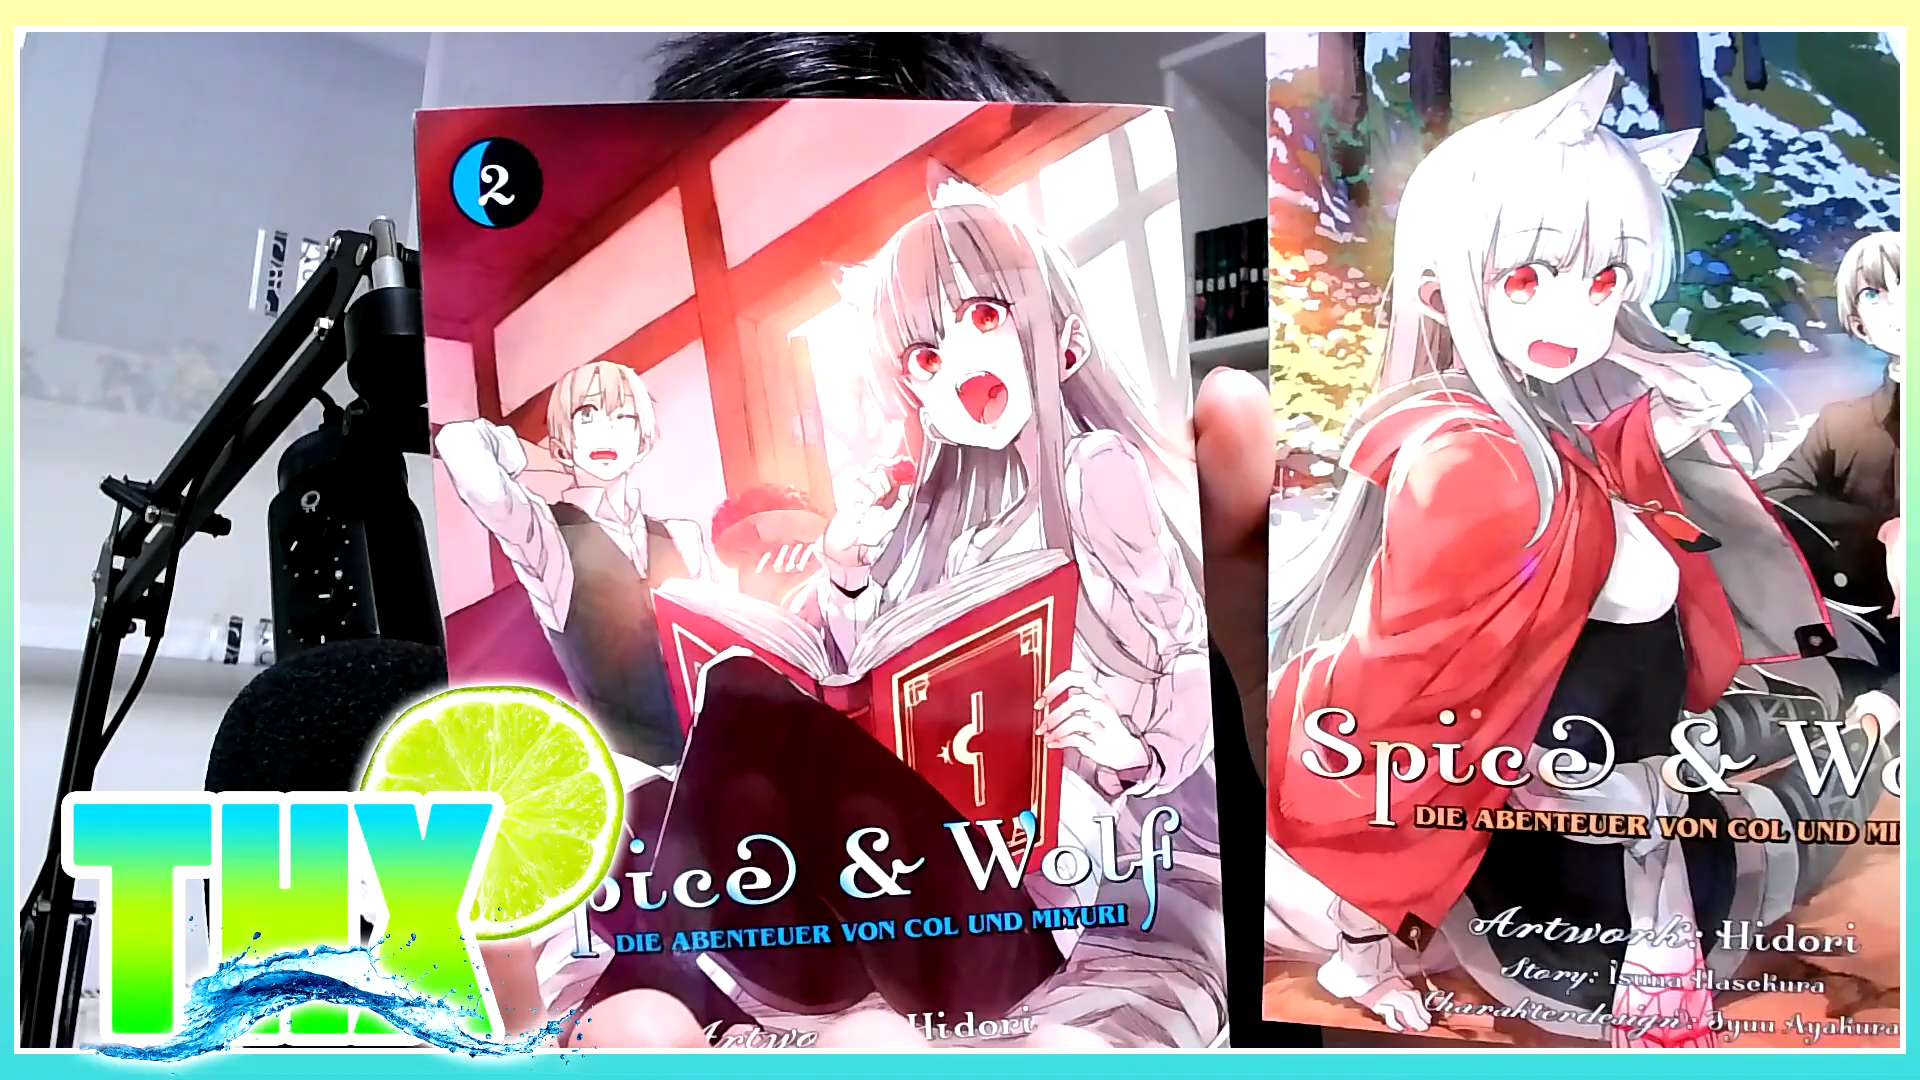 2
Spice & Wolf
DIE ABENTEUER VON COL UND MIYURI
Hidori
Spice & Wo
DIE ABENTEUER VON COL UND MI
Artwork: Hidori
Story: Isuna Hasekura
Charakterdesign: Jyuu Ayakura
THX